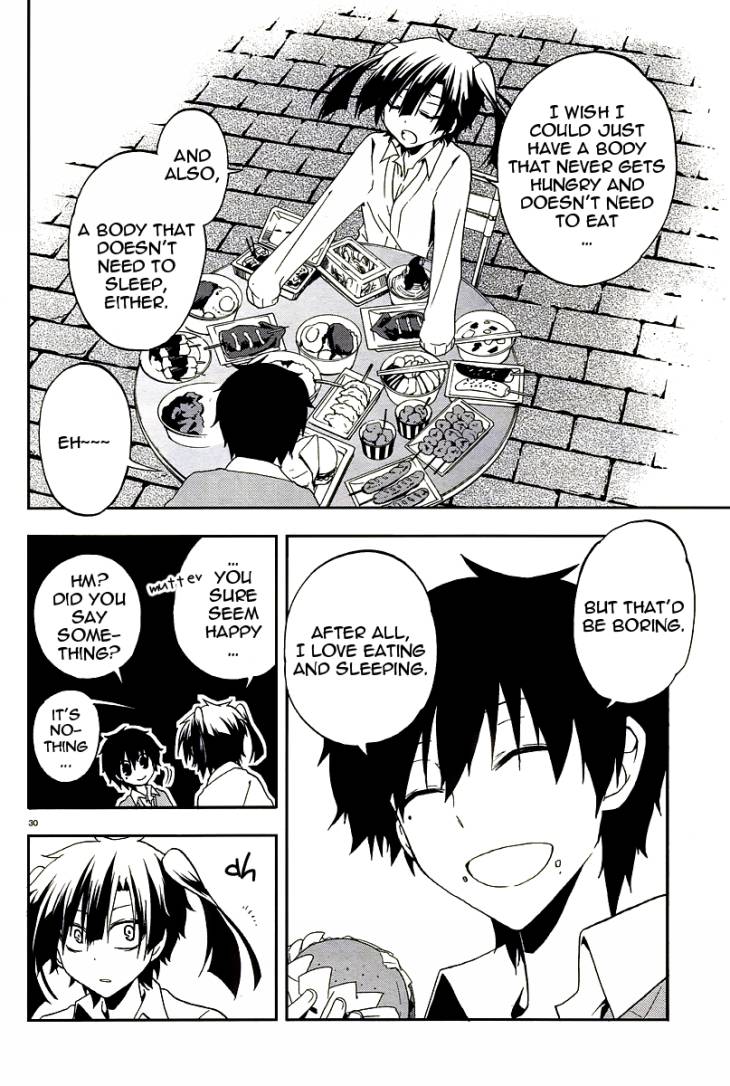 I WISH I
COULD JUST
HAVE A BODY
THAT NEVER GETS
HUNGRY AND
DOESN'T NEED
TO EAT
...
AND
ALSO,
A BODY THAT
DOESN'T
NEED TO
SLEEP,
EITHER.
EH~~~
BUT THAT'D
BE BORING.
AFTER ALL,
I LOVE EATING
AND SLEEPING.
...
YOU
SURE
SEEM
HAPPY
...
mutter
HM?
DID YOU
SAY
SOME-
THING?
IT'S
NO-
THING
...
30
ah